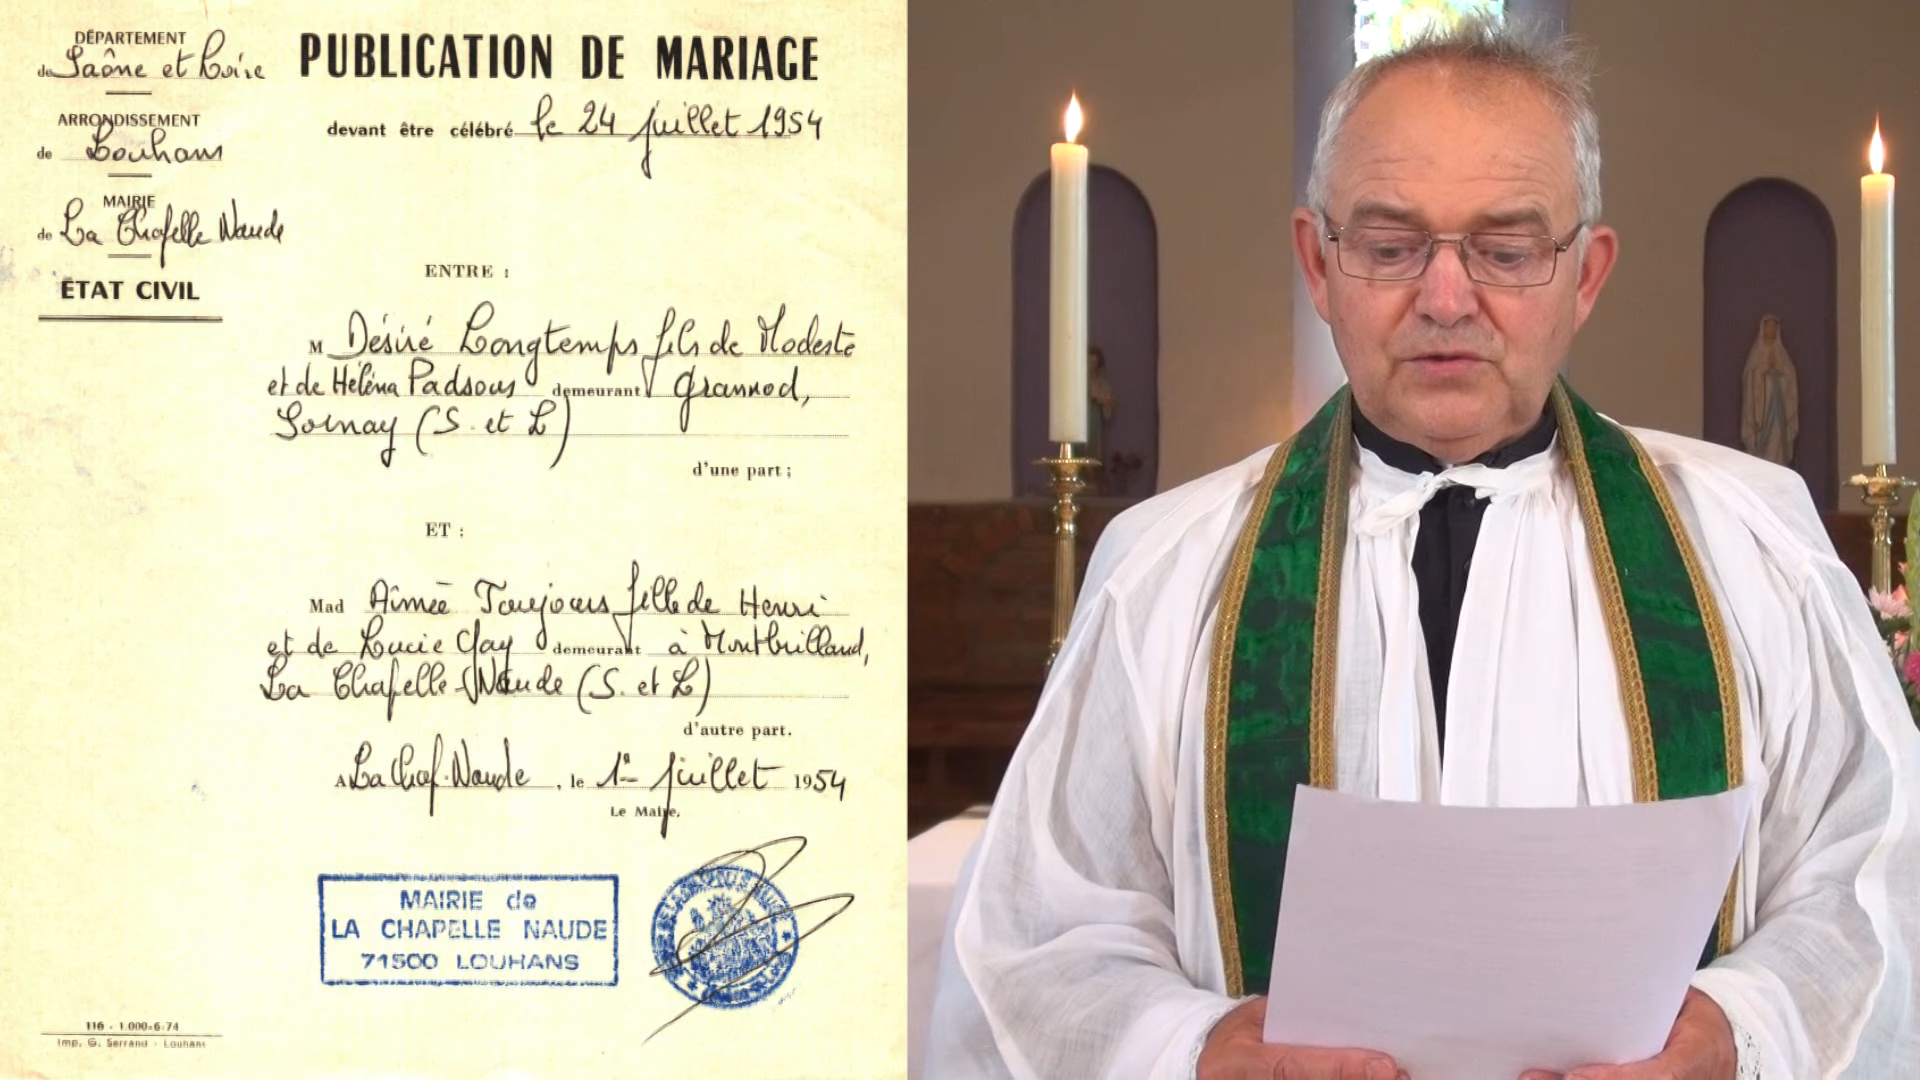 DÉPARTEMENT
de Saône et Loire
ARRONDISSEMENT
de Louhans
MAIRIE
de La Chapelle Naude
ÉTAT CIVIL
PUBLICATION DE MARIAGE
devant être célébré le 24 juillet 1954
ENTRE :
M Désiré Longtemps fils de Modeste
et de Héléna Padsous demeurant Grannod,
Sornay (S. et L)
d'une part ;
ET :
Mad Aimée Toujours fille de Henri
et de Lucie Gay demeurant à Montbrilland,
La Chapelle-Naude (S. et L)
d'autre part.
A La Chap. Naude, le 1er juillet 1954
Le Maire,
MAIRIE de
LA CHAPELLE NAUDE
71500 LOUHANS
116 - 1.000-6-74
Imp. G. Serrand - Louhans